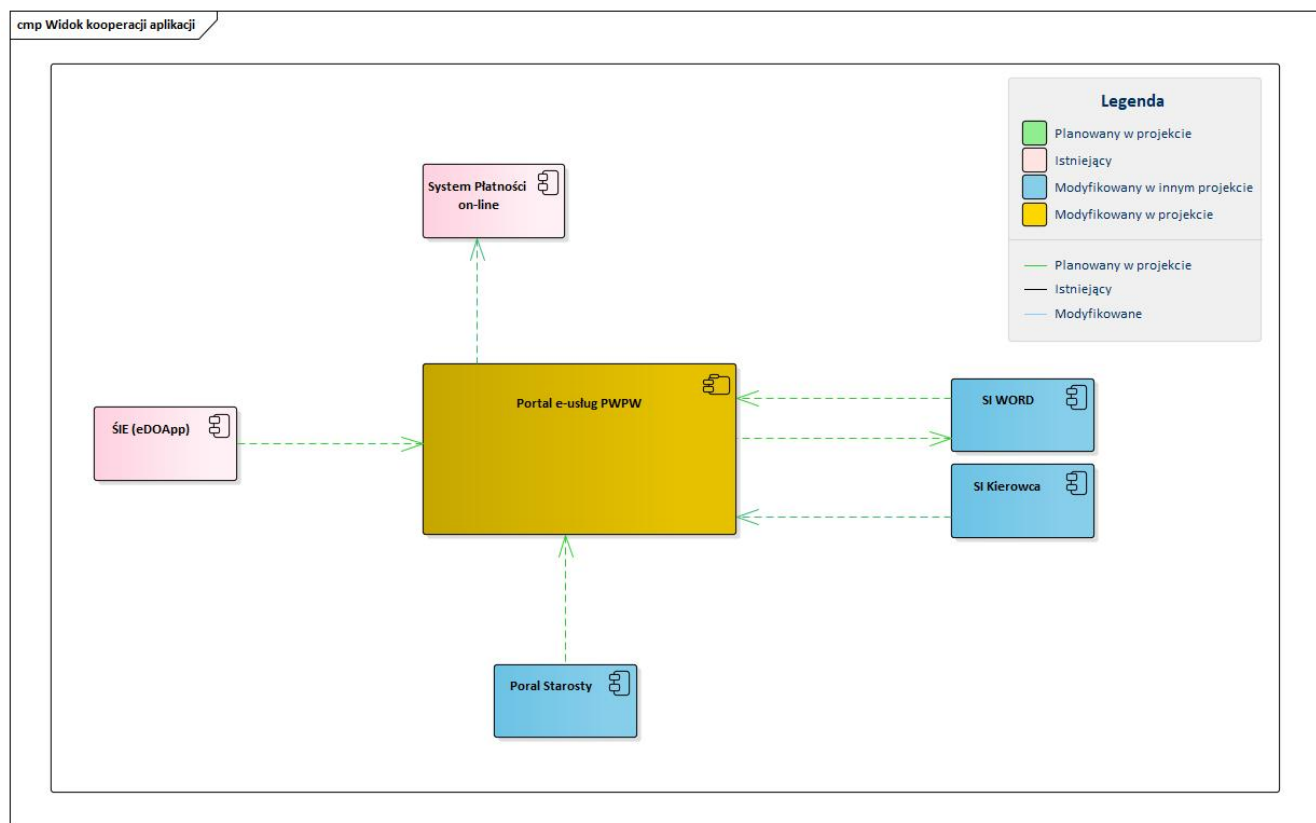 cmp Widok kooperacji aplikacji
Legenda
Planowany w projekcie
Istniejący
Modyfikowany w innym projekcie
Modyfikowany w projekcie
Planowany w projekcie
Istniejący
Modyfikowane
System Płatności
on-line
Portal e-usług PWPW
SI WORD
ŚIE (eDOApp)
SI Kierowca
Poral Starosty